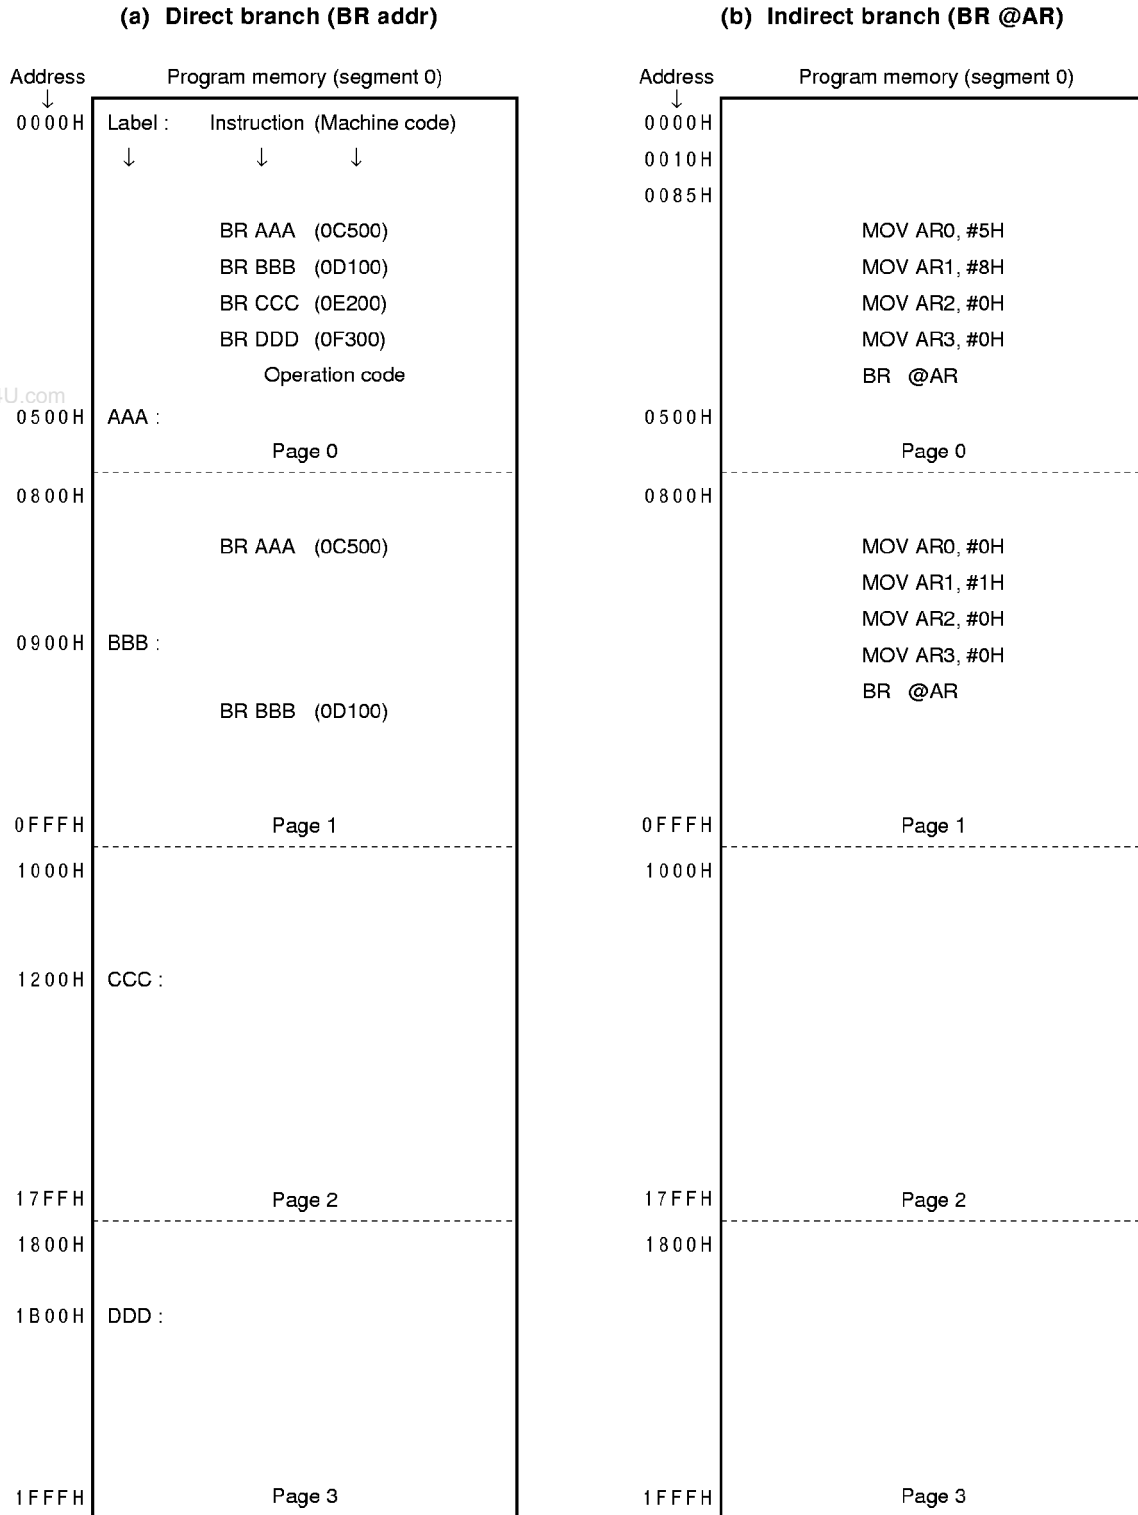 (a) Direct branch (BR addr)
Address Program memory (segment 0)
↓
0000H Label : Instruction (Machine code)
↓ ↓ ↓
BR AAA (0C500)
BR BBB (0D100)
BR CCC (0E200)
BR DDD (0F300)
Operation code
4U.com
0500H AAA :
Page 0
0800H
BR AAA (0C500)
0900H BBB :
BR BBB (0D100)
0FFFH Page 1
1000H
1200H CCC :
17FFH Page 2
1800H
1B00H DDD :
1FFFH Page 3
(b) Indirect branch (BR @AR)
Address Program memory (segment 0)
↓
0000H
0010H
0085H
MOV AR0, #5H
MOV AR1, #8H
MOV AR2, #0H
MOV AR3, #0H
BR @AR
0500H
Page 0
0800H
MOV AR0, #0H
MOV AR1, #1H
MOV AR2, #0H
MOV AR3, #0H
BR @AR
0FFFH Page 1
1000H
17FFH Page 2
1800H
1FFFH Page 3